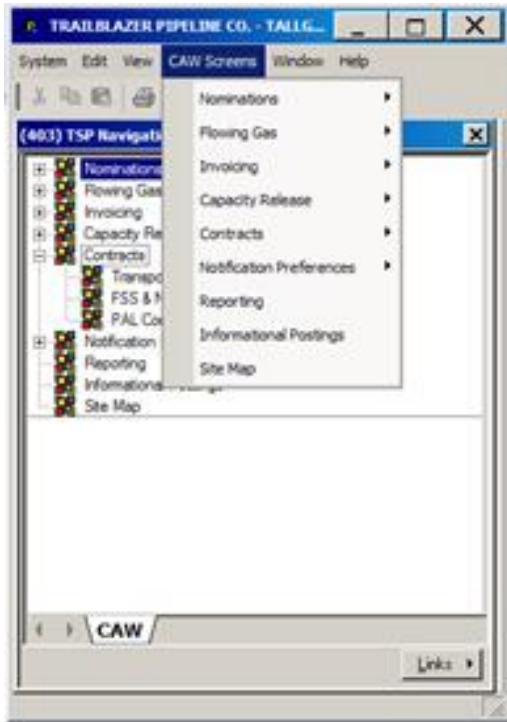 TRAILBLAZER PIPELINE CO. - TALLG...
System Edit View CAW Screens Window Help
(403) TSP Navigati
Nominations
Flowing Gas
Invoicing
Capacity Re
Contracts
Transpo
FSS & N
PAL Co
Notification
Reporting
Informational
Site Map
Nominations
Flowing Gas
Invoicing
Capacity Release
Contracts
Notification Preferences
Reporting
Informational Postings
Site Map
CAW
Links